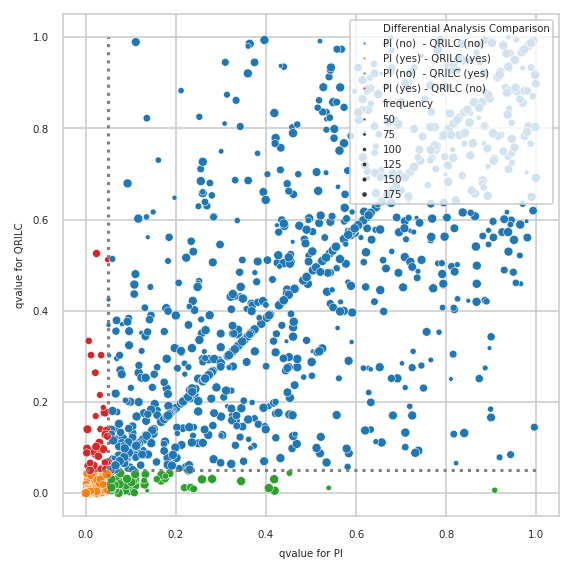 1.0
0.8
0.6
0.4
0.2
0.0
qvalue for QRILC
0.0
0.2
0.4
0.6
0.8
1.0
qvalue for PI
Differential Analysis Comparison
PI (no) - QRILC (no)
PI (yes) - QRILC (yes)
PI (no) - QRILC (yes)
PI (yes) - QRILC (no)
frequency
50
75
100
125
150
175